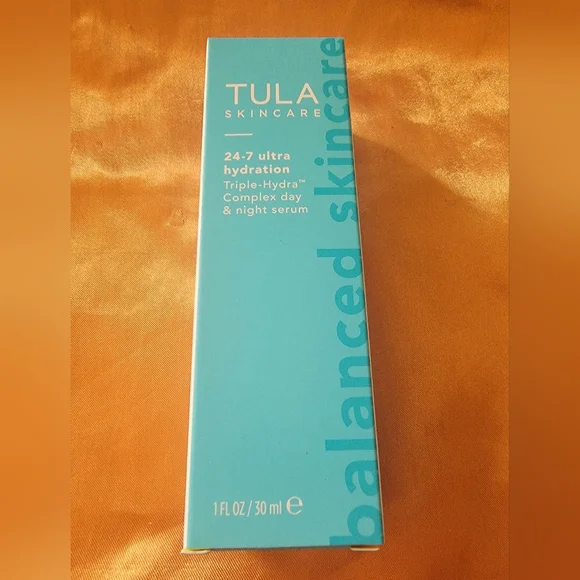 TULA
SKINCARE
24-7 ultra
hydration
Triple-Hydra™
Complex day
& night serum
balanced skincare
1 FL OZ / 30 ml ℮